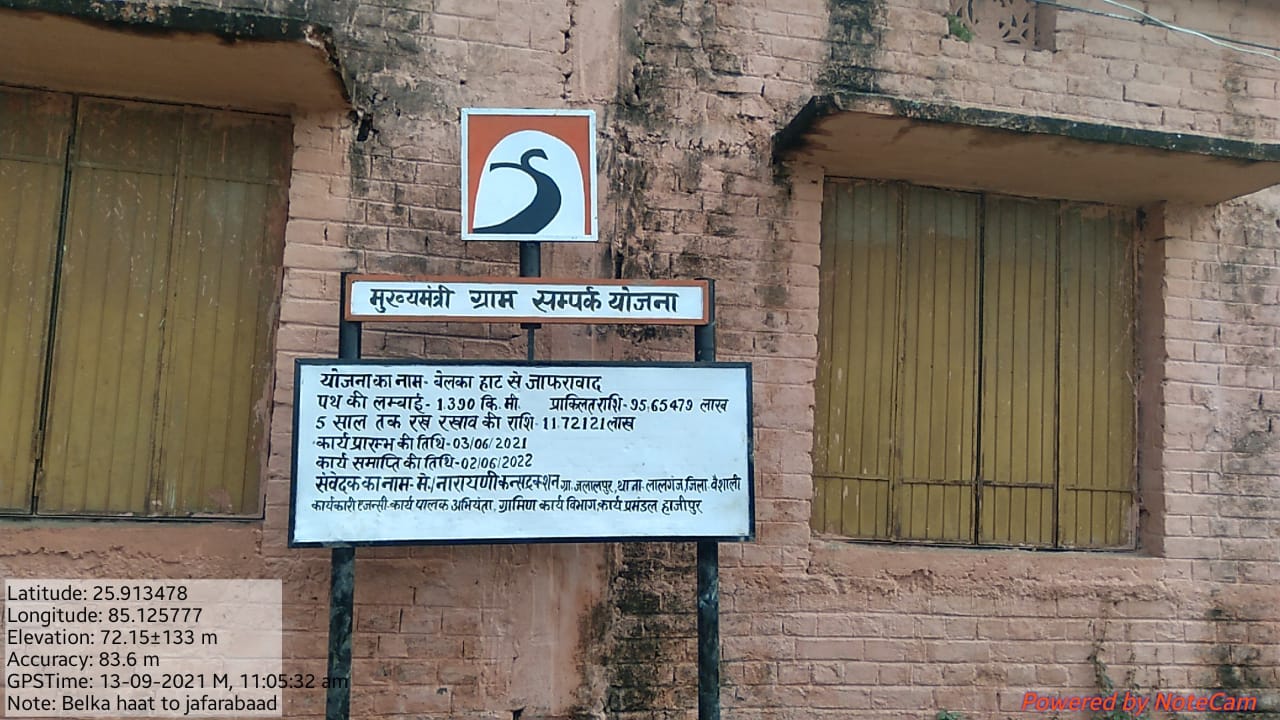 मुख्यमंत्री ग्राम सम्पर्क योजना
योजना का नाम- बेलका हाट से जाफरावाद
पथ की लम्बाई- 1.390 कि. मी. प्राक्लित राशि-95.65479 लाख
5 साल तक रख रखाव की राशि- 11.72121 लाख
कार्य प्रारम्भ की तिथि-03/06/2021
कार्य समाप्ति की तिथि-02/06/2022
संवेदक का नाम- मे./ नारायणी कन्सट्रक्शन ग्रा. जलालपुर, थाना- लालगंज, जिला- वैशाली
कार्यकारी एजन्सी-कार्य पालक अभियंता, ग्रामिण कार्य विभाग, कार्य प्रमंडल हाजीपुर
Latitude: 25.913478
Longitude: 85.125777
Elevation: 72.15±133 m
Accuracy: 83.6 m
GPSTime: 13-09-2021 M, 11:05:32 am
Note: Belka haat to jafarabaad
Powered by NoteCam